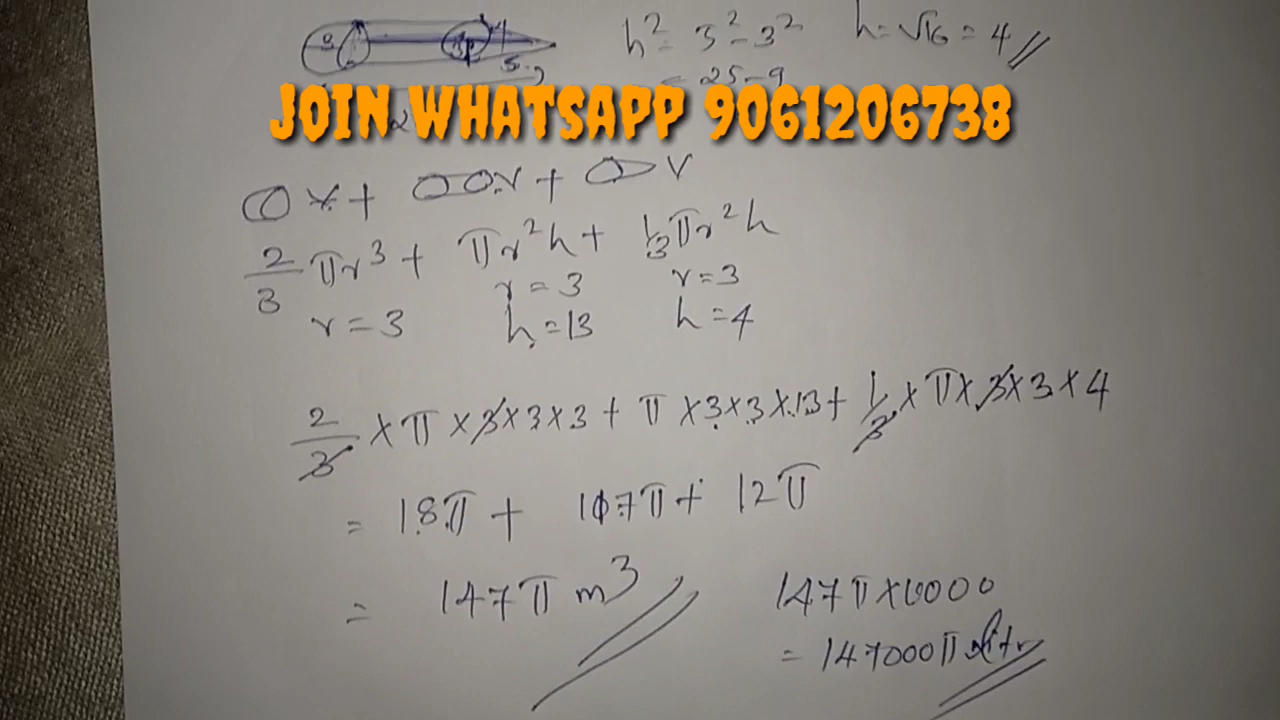 h² = 5² - 3² h = √16 = 4
= 25 - 9
JOIN WHATSAPP 9061206738
V + V + V
2/3 πr³ + πr²h + 1/3 πr²h
r = 3 r = 3 r = 3
h = 13 h = 4
2/3 × π × 3 × 3 × 3 + π × 3 × 3 × 13 + 1/3 × π × 3 × 3 × 4
= 18π + 117π + 12π
= 147π m³
147π × 1000
= 147000π litr